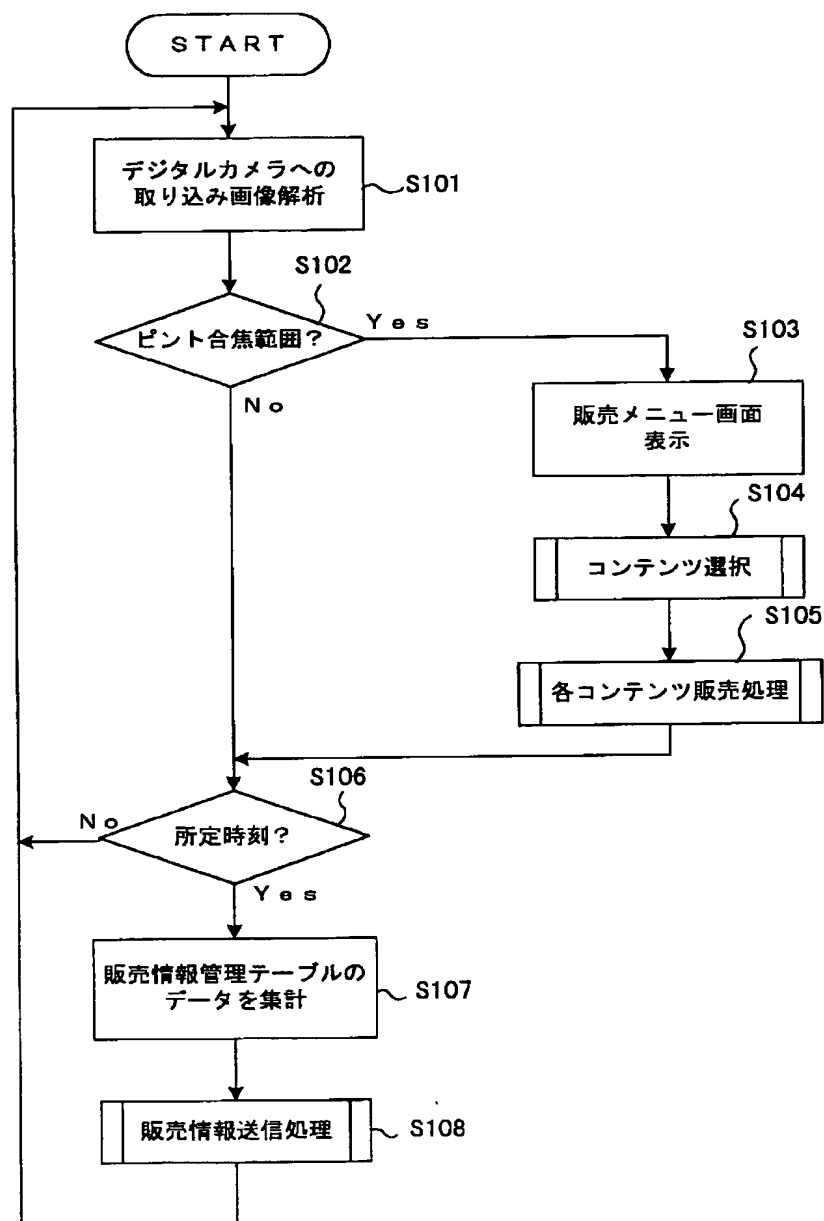 START
デジタルカメラへの
取り込み画像解析
S101
S102
ピント合焦範囲?
Yes
No
S103
販売メニュー画面
表示
S104
コンテンツ選択
S105
各コンテンツ販売処理
S106
所定時刻?
No
Yes
販売情報管理テーブルの
データを集計
S107
販売情報送信処理
S108